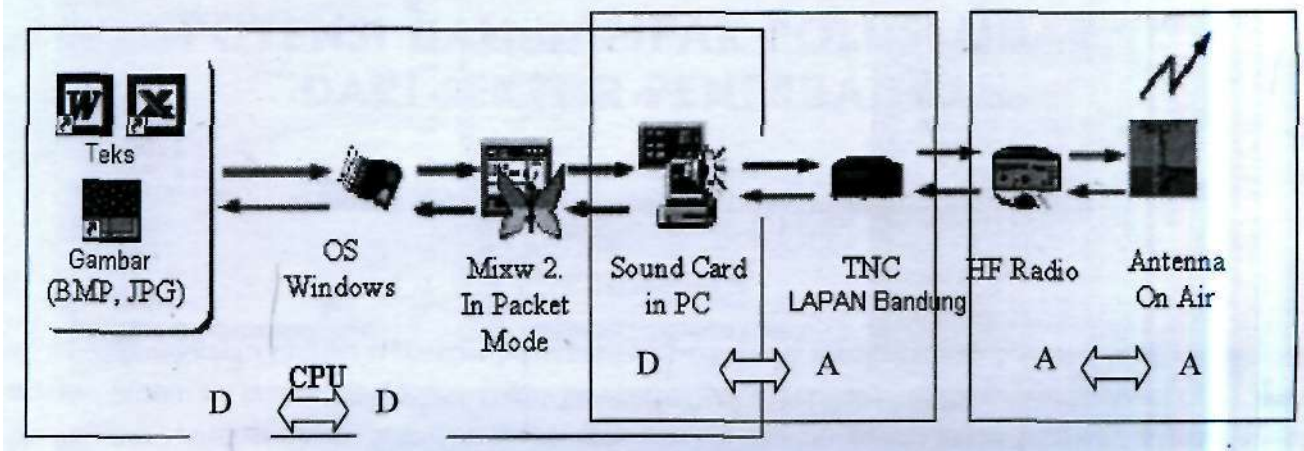 Teks
Gambar
(BMP, JPG)
OS
Windows
Mixw 2.
In Packet
Mode
Sound Card
in PC
TNC
LAPAN Bandung
HF Radio
Antenna
On Air
D
CPU
D
D
A
A
A